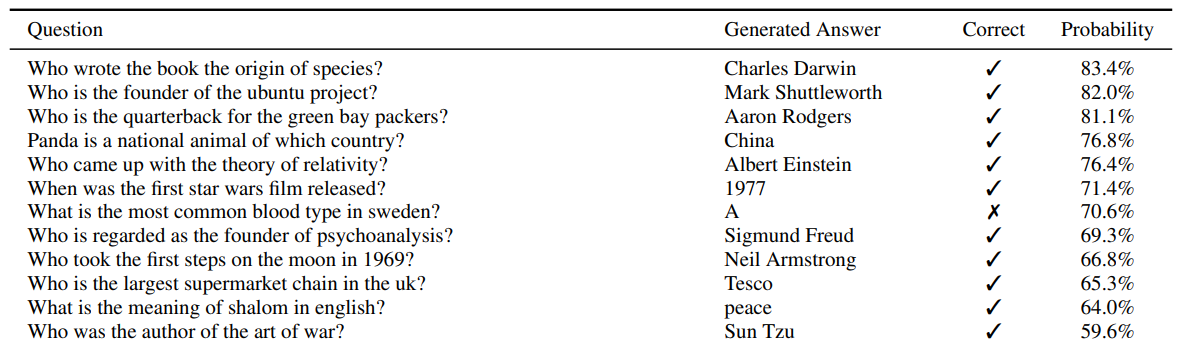 Question Generated Answer Correct Probability
Who wrote the book the origin of species? Charles Darwin ✓ 83.4%
Who is the founder of the ubuntu project? Mark Shuttleworth ✓ 82.0%
Who is the quarterback for the green bay packers? Aaron Rodgers ✓ 81.1%
Panda is a national animal of which country? China ✓ 76.8%
Who came up with the theory of relativity? Albert Einstein ✓ 76.4%
When was the first star wars film released? 1977 ✓ 71.4%
What is the most common blood type in sweden? A ✗ 70.6%
Who is regarded as the founder of psychoanalysis? Sigmund Freud ✓ 69.3%
Who took the first steps on the moon in 1969? Neil Armstrong ✓ 66.8%
Who is the largest supermarket chain in the uk? Tesco ✓ 65.3%
What is the meaning of shalom in english? peace ✓ 64.0%
Who was the author of the art of war? Sun Tzu ✓ 59.6%